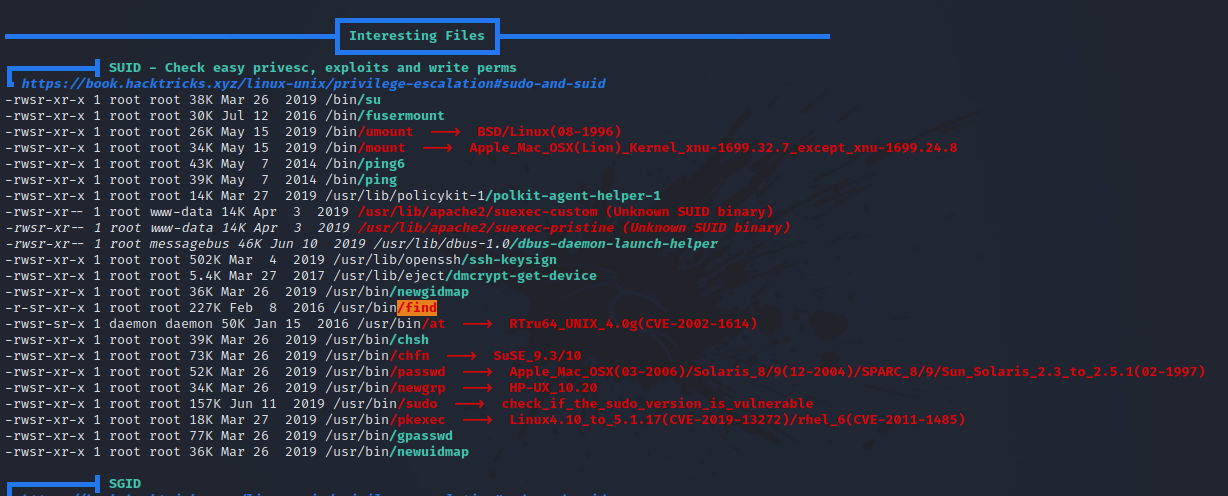 Interesting Files
SUID - Check easy privesc, exploits and write perms
https://book.hacktricks.xyz/linux-unix/privilege-escalation#sudo-and-suid
-rwsr-xr-x 1 root root 38K Mar 26  2019 /bin/su
-rwsr-xr-x 1 root root 30K Jul 12  2016 /bin/fusermount
-rwsr-xr-x 1 root root 26K May 15  2019 /bin/umount  --->  BSD/Linux(08-1996)
-rwsr-xr-x 1 root root 34K May 15  2019 /bin/mount  --->  Apple_Mac_OSX(Lion)_Kernel_xnu-1699.32.7_except_xnu-1699.24.8
-rwsr-xr-x 1 root root 43K May  7  2014 /bin/ping6
-rwsr-xr-x 1 root root 39K May  7  2014 /bin/ping
-rwsr-xr-x 1 root root 14K Mar 27  2019 /usr/lib/policykit-1/polkit-agent-helper-1
-rwsr-xr-- 1 root www-data 14K Apr  3  2019 /usr/lib/apache2/suexec-custom (Unknown SUID binary)
-rwsr-xr-- 1 root www-data 14K Apr  3  2019 /usr/lib/apache2/suexec-pristine (Unknown SUID binary)
-rwsr-xr-- 1 root messagebus 46K Jun 10  2019 /usr/lib/dbus-1.0/dbus-daemon-launch-helper
-rwsr-xr-x 1 root root 502K Mar  4  2019 /usr/lib/openssh/ssh-keysign
-rwsr-xr-x 1 root root 5.4K Mar 27  2017 /usr/lib/eject/dmcrypt-get-device
-rwsr-xr-x 1 root root 36K Mar 26  2019 /usr/bin/newgidmap
-r-sr-xr-x 1 root root 227K Feb  8  2016 /usr/bin/find
-rwsr-xr-x 1 daemon daemon 50K Jan 15  2016 /usr/bin/at  --->  RTru64_UNIX_4.0g(CVE-2002-1614)
-rwsr-xr-x 1 root root 39K Mar 26  2019 /usr/bin/chsh
-rwsr-xr-x 1 root root 73K Mar 26  2019 /usr/bin/chfn  --->  SuSE_9.3/10
-rwsr-xr-x 1 root root 52K Mar 26  2019 /usr/bin/passwd  --->  Apple_Mac_OSX(03-2006)/Solaris_8/9(12-2004)/SPARC_8/9/Sun_Solaris_2.3_to_2.5.1(02-1997)
-rwsr-xr-x 1 root root 34K Mar 26  2019 /usr/bin/newgrp  --->  HP-UX_10.20
-rwsr-xr-x 1 root root 157K Jun 11  2019 /usr/bin/sudo  --->  check_if_the_sudo_version_is_vulnerable
-rwsr-xr-x 1 root root 18K Mar 27  2019 /usr/bin/pkexec  --->  Linux4.10_to_5.1.17(CVE-2019-13272)/rhel_6(CVE-2011-1485)
-rwsr-xr-x 1 root root 77K Mar 26  2019 /usr/bin/gpasswd
-rwsr-xr-x 1 root root 36K Mar 26  2019 /usr/bin/newuidmap
SGID